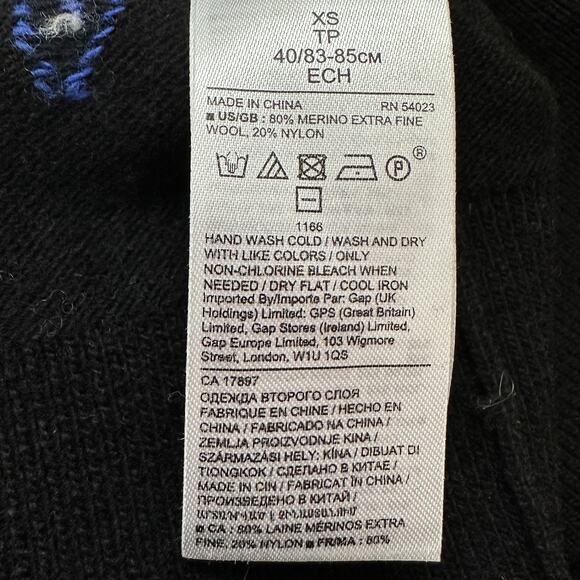 XS
TP
40/83-85см
ECH
MADE IN CHINA RN 54023
■ US/GB : 80% MERINO EXTRA FINE
WOOL, 20% NYLON
P ®
1166
HAND WASH COLD / WASH AND DRY
WITH LIKE COLORS / ONLY
NON-CHLORINE BLEACH WHEN
NEEDED / DRY FLAT / COOL IRON
Imported By/Importe Par: Gap (UK
Holdings) Limited: GPS (Great Britain)
Limited, Gap Stores (Ireland) Limited,
Gap Europe Limited, 103 Wigmore
Street, London, W1U 1QS
CA 17897
ОДЕЖДА ВТОРОГО СЛОЯ
FABRIQUE EN CHINE / HECHO EN
CHINA / FABRICADO NA CHINA /
ZEMLJA PROIZVODNJE KINA /
SZÁRMAZÁSI HELY: KÍNA / DIBUAT DI
TIONGKOK / СДЕЛАНО В КИТАЕ /
MADE IN CIN / FABRICAT ÎN CHINA /
ПРОИЗВЕДЕНО В КИТАЙ /
■ CA : 80% LAINE MÉRINOS EXTRA
FINE, 20% NYLON ■ FR/MA : 80%